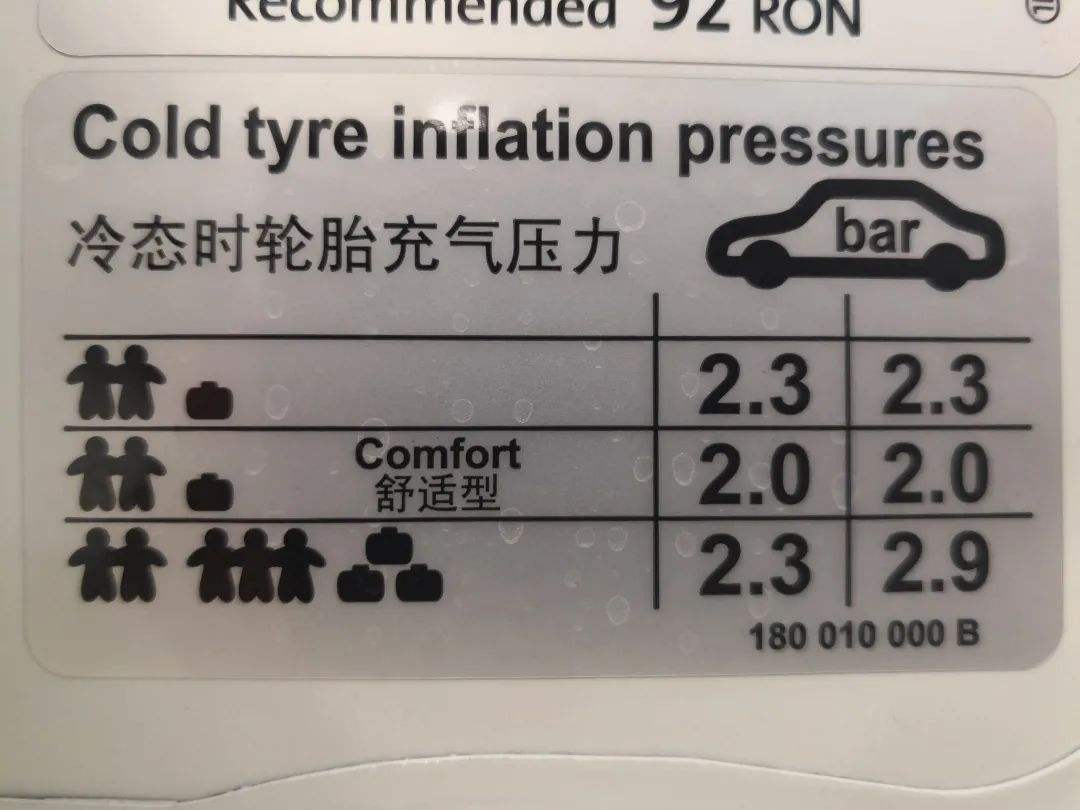 Recommended 92 RON
Cold tyre inflation pressures
冷态时轮胎充气压力
bar
2.3 2.3
Comfort
舒适型
2.0 2.0
2.3 2.9
180 010 000 B